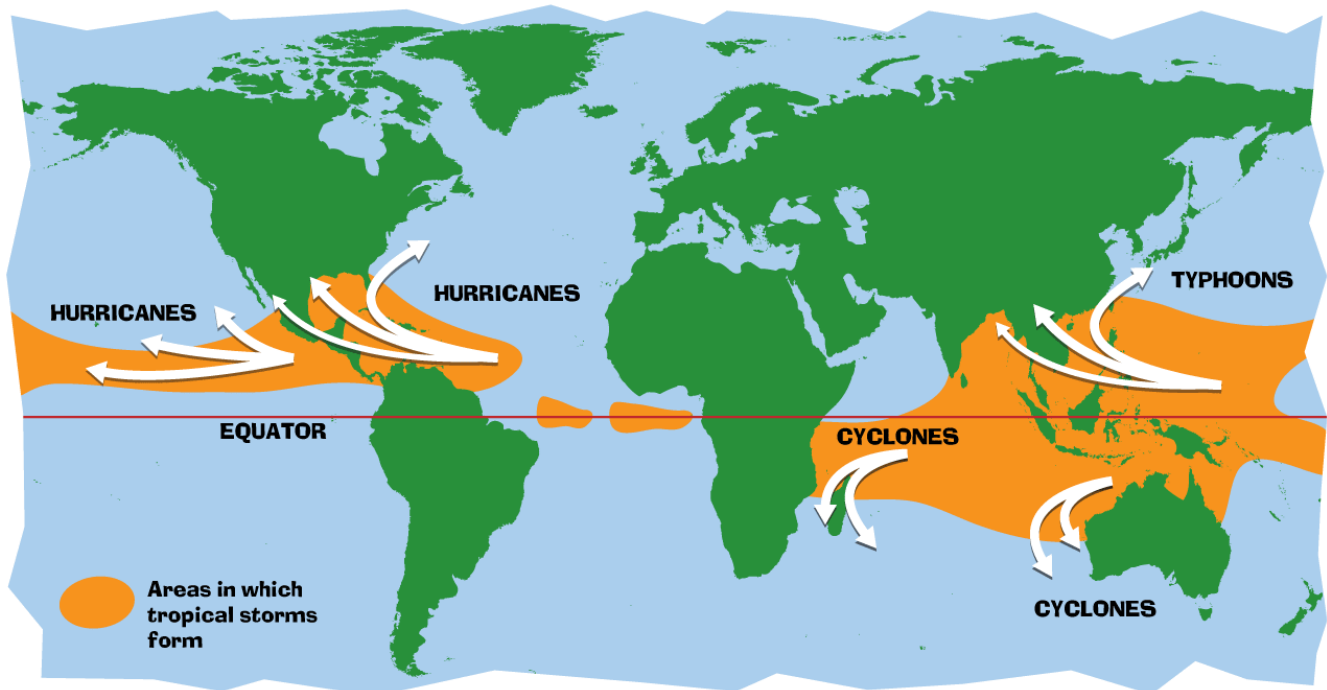 HURRICANES
HURRICANES
TYPHOONS
EQUATOR
CYCLONES
CYCLONES
Areas in which
tropical storms
form